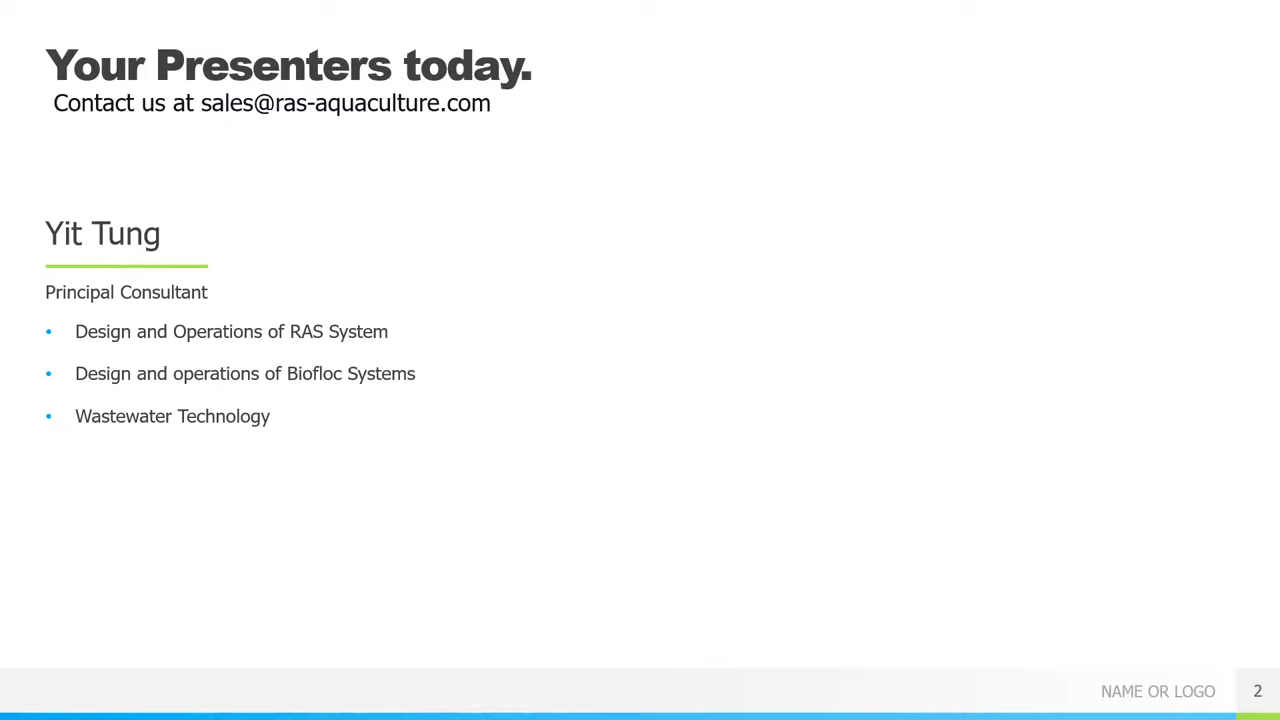 Your Presenters today.
Contact us at sales@ras-aquaculture.com
Yit Tung
Principal Consultant
• Design and Operations of RAS System
• Design and operations of Biofloc Systems
• Wastewater Technology
NAME OR LOGO
2